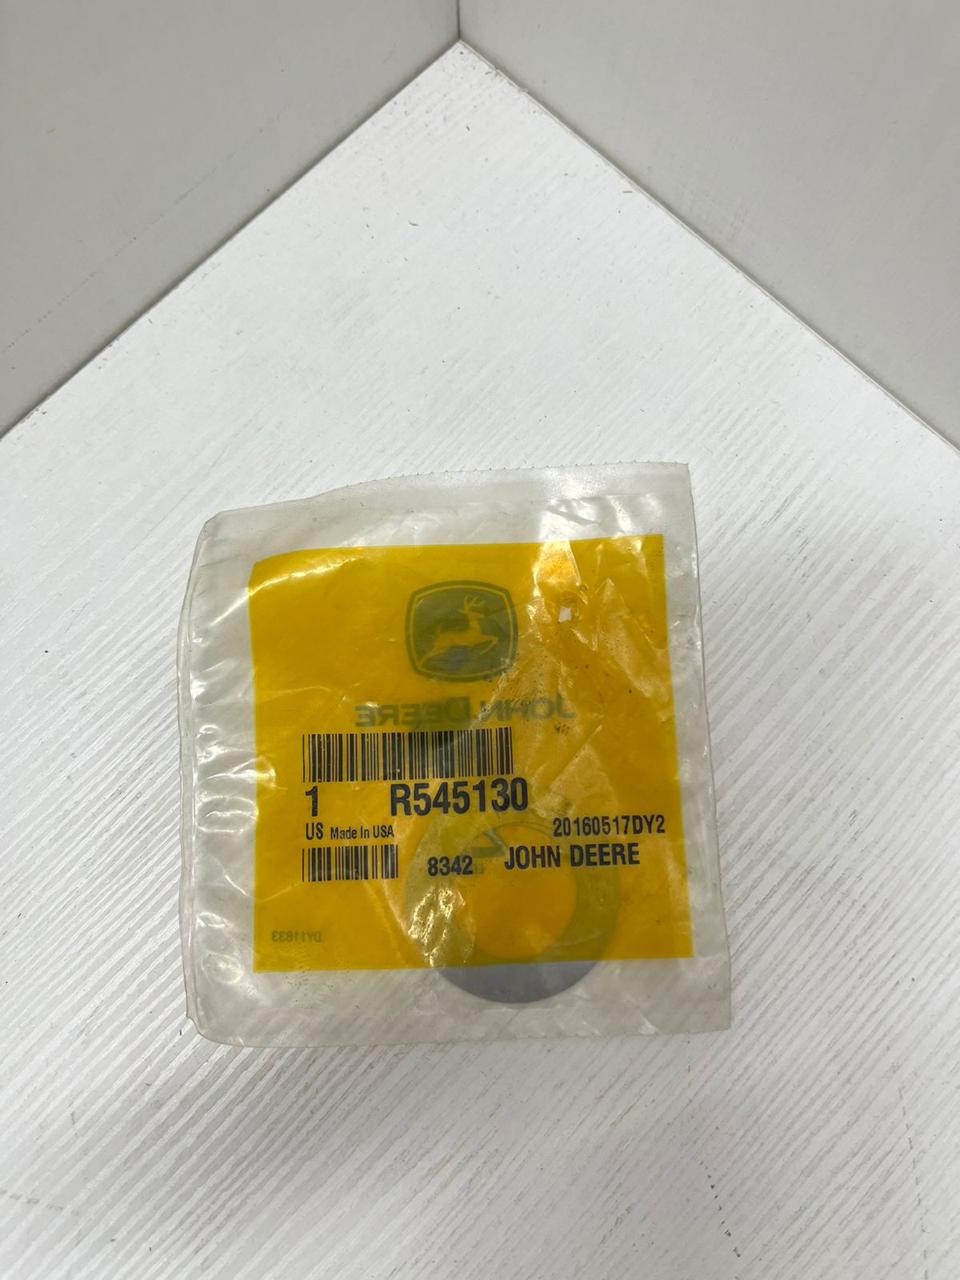 JOHN DEERE
1 R545130
US Made In USA
20160517DY2
8342 JOHN DEERE
DY11633